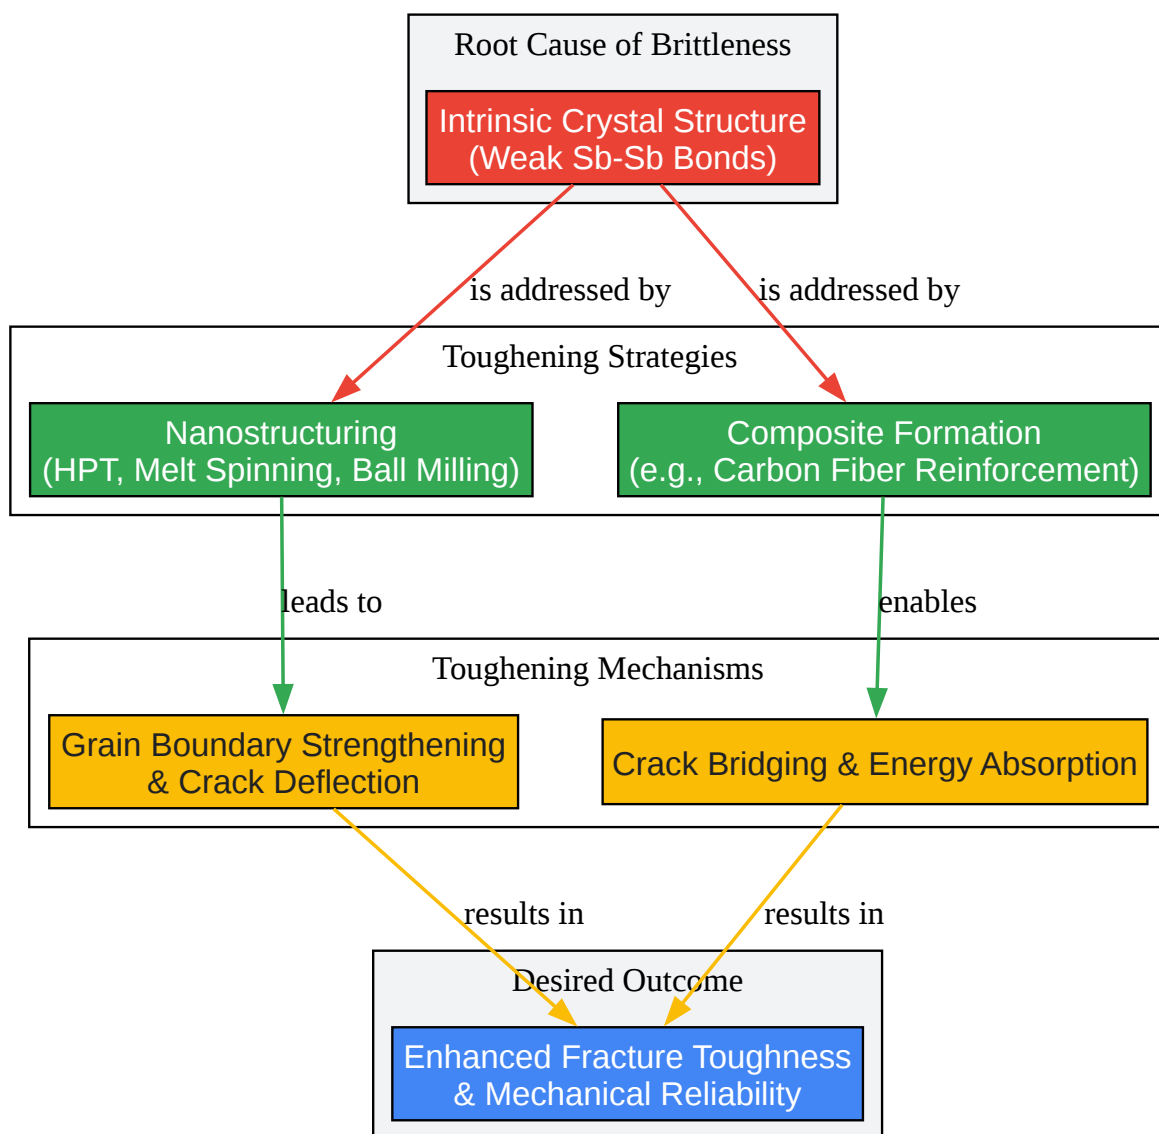 Root Cause of Brittleness
Intrinsic Crystal Structure
(Weak Sb-Sb Bonds)
is addressed by
is addressed by
Toughening Strategies
Nanostructuring
(HPT, Melt Spinning, Ball Milling)
Composite Formation
(e.g., Carbon Fiber Reinforcement)
leads to
enables
Toughening Mechanisms
Grain Boundary Strengthening
& Crack Deflection
Crack Bridging & Energy Absorption
results in
results in
Desired Outcome
Enhanced Fracture Toughness
& Mechanical Reliability